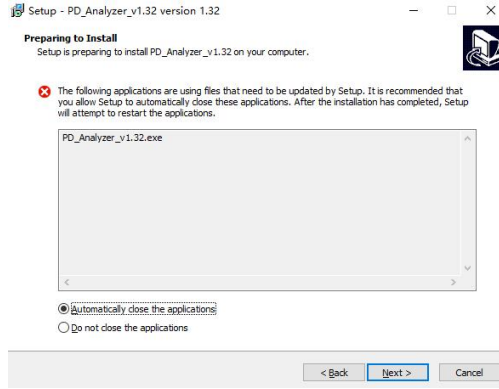 Setup - PD_Analyzer_v1.32 version 1.32
Preparing to Install
Setup is preparing to install PD_Analyzer_v1.32 on your computer.
The following applications are using files that need to be updated by Setup. It is recommended that
you allow Setup to automatically close these applications. After the installation has completed, Setup
will attempt to restart the applications.
PD_Analyzer_v1.32.exe
Automatically close the applications
Do not close the applications
< Back
Next >
Cancel